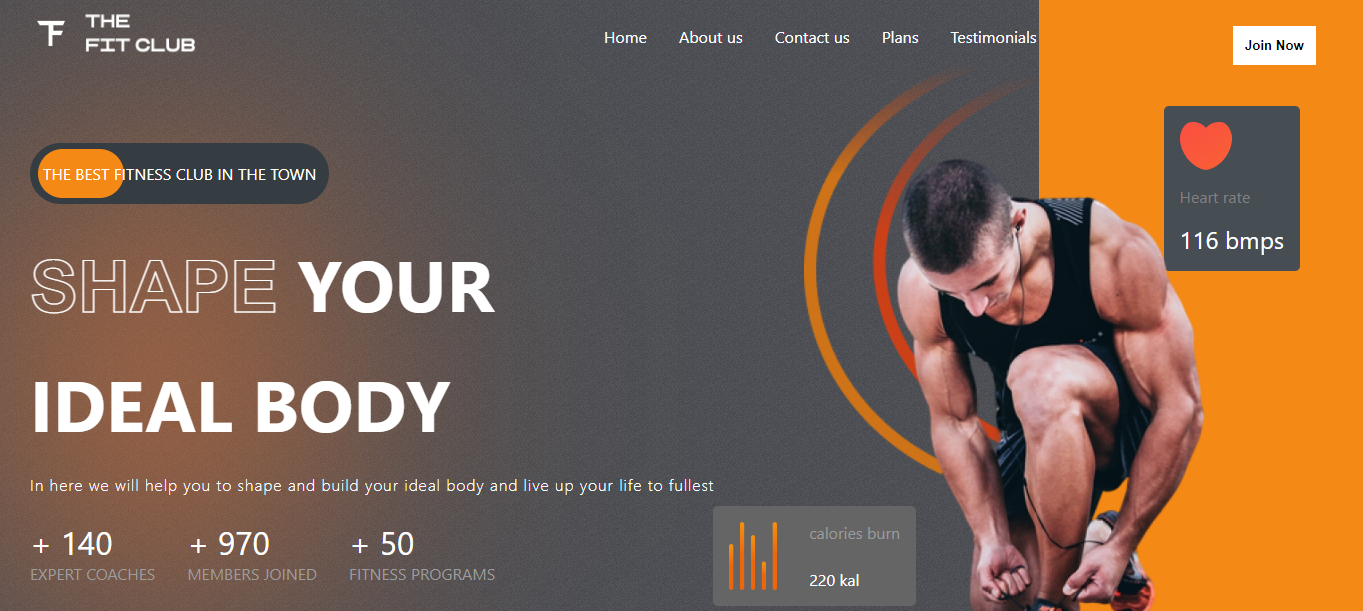 THE
FIT CLUB
Home About us Contact us Plans Testimonials
Join Now
THE BEST FITNESS CLUB IN THE TOWN
Heart rate
116 bmps
SHAPE YOUR
IDEAL BODY
In here we will help you to shape and build your ideal body and live up your life to fullest
+ 140 + 970 + 50
EXPERT COACHES MEMBERS JOINED FITNESS PROGRAMS
calories burn
220 kal